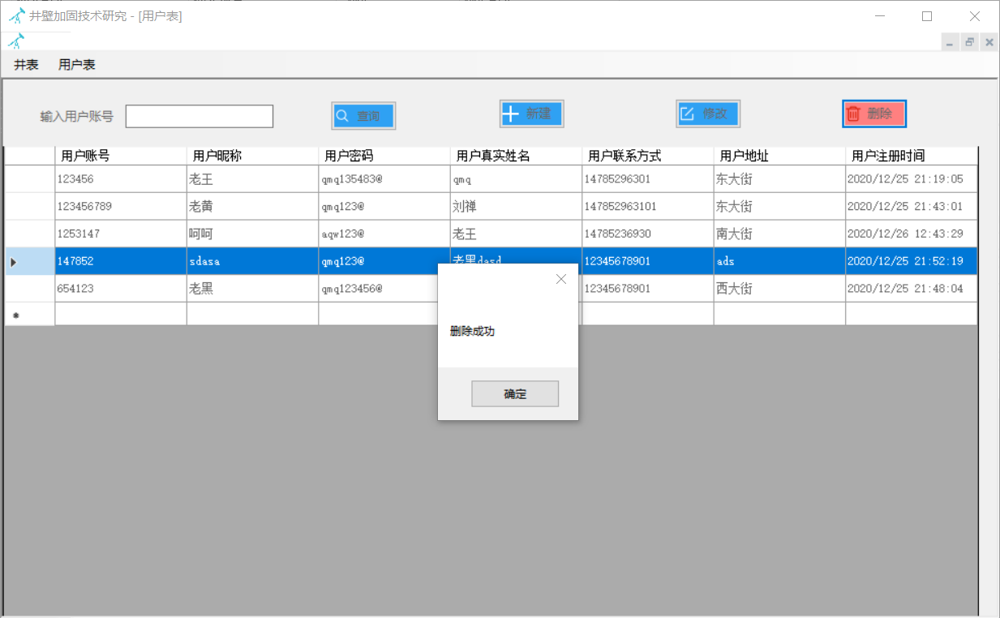 井壁加固技术研究 - [用户表]
井表 用户表
输入用户账号 查询 新建 修改 删除
用户账号 用户昵称 用户密码 用户真实姓名 用户联系方式 用户地址 用户注册时间
123456 老王 qmq135483@ qmq 14785296301 东大街 2020/12/25 21:19:05
123456789 老黄 qmq123@ 刘禅 147852963101 东大街 2020/12/25 21:43:01
1253147 呵呵 aqw123@ 老王 14785236930 南大街 2020/12/26 12:43:29
147852 sdasa qmq123@ 老黑dasd 12345678901 ads 2020/12/25 21:52:19
654123 老黑 qmq123456@ 12345678901 西大街 2020/12/25 21:48:04
删除成功
确定